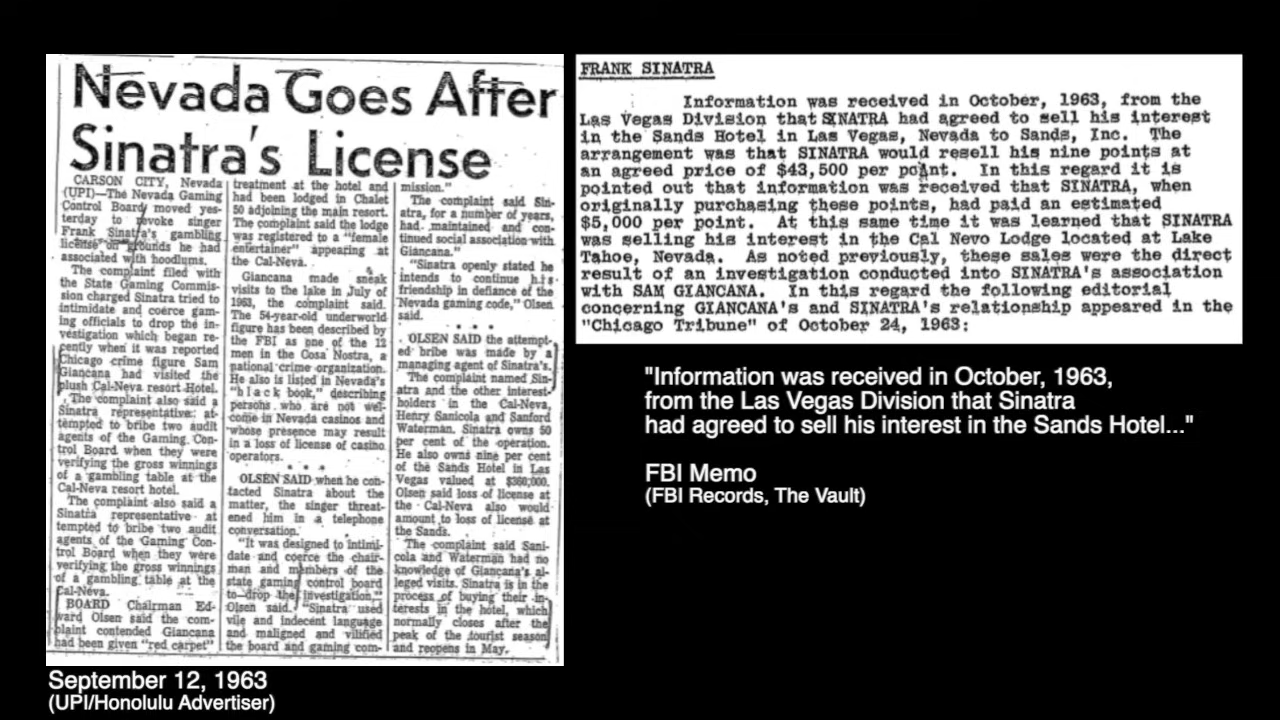 Nevada Goes After
Sinatra's License
CARSON CITY, Nevada
(UPI)—The Nevada Gaming
Control Board moved yes-
terday to revoke singer
Frank Sinatra's gambling
license on grounds he had
associated with hoodlums.
The complaint filed with
the State Gaming Commis-
sion charged Sinatra tried to
intimidate and coerce gam-
ing officials to drop the in-
vestigation which began re-
cently when it was reported
Chicago crime figure Sam
Giancana had visited the
plush Cal-Neva resort Hotel.
The complaint also said a
Sinatra representative at-
tempted to bribe two audit
agents of the Gaming Con-
trol Board when they were
verifying the gross winnings
of a gambling table at the
Cal-Neva resort hotel.
The complaint also said a
Sinatra representative at-
tempted to bribe two audit
agents of the Gaming Con-
trol Board when they were
verifying the gross winnings
of a gambling table at the
Cal-Neva.
BOARD Chairman Ed-
ward Olsen said the com-
plaint contended Giancana
had been given "red carpet"
treatment at the hotel and
had been lodged in Chalet
50 adjoining the main resort.
The complaint said the lodge
was registered to a "female
entertainer" appearing at
the Cal-Neva.
Giancana made sneak
visits to the lake in July of
1963, the complaint said.
The 54-year-old underworld
figure has been described by
the FBI as one of the 12
men in the Cosa Nostra, a
national crime organization.
He also is listed in Nevada's
"black book," describing
persons who are not wel-
come in Nevada casinos and
whose presence may result
in a loss of license of casino
operators.
* * *
OLSEN SAID when he con-
tacted Sinatra about the
matter, the singer threat-
ened him in a telephone
conversation.
"It was designed to intimi-
date and coerce the chair-
man and members of the
state gaming control board
to drop the investigation,"
Olsen said. "Sinatra used
vile and indecent language
and maligned and vilified
the board and gaming com-
mission."
The complaint said Sin-
atra, for a number of years,
had maintained and con-
tinued social association with
Giancana."
"Sinatra openly stated he
intends to continue his
friendship in defiance of the
Nevada gaming code," Olsen
said.
* * *
OLSEN SAID the attempt-
ed bribe was made by a
managing agent of Sinatra's.
The complaint named Sin-
atra and the other interest-
holders in the Cal-Neva,
Henry Sanicola and Sanford
Waterman. Sinatra owns 50
per cent of the operation.
He also owns nine per cent
of the Sands Hotel in Las
Vegas valued at $360,000.
Olsen said loss of license at
the Cal-Neva also would
amount to loss of license at
the Sands.
The complaint said Sani-
cola and Waterman had no
knowledge of Giancana's al-
leged visits. Sinatra is in the
process of buying their in-
terests in the hotel, which
normally closes after the
peak of the tourist season
and reopens in May.
September 12, 1963
(UPI/Honolulu Advertiser)
FRANK SINATRA
Information was received in October, 1963, from the
Las Vegas Division that SINATRA had agreed to sell his interest
in the Sands Hotel in Las Vegas, Nevada to Sands, Inc. The
arrangement was that SINATRA would resell his nine points at
an agreed price of $43,500 per point. In this regard it is
pointed out that information was received that SINATRA, when
originally purchasing these points, had paid an estimated
$5,000 per point. At this same time it was learned that SINATRA
was selling his interest in the Cal Nevo Lodge located at Lake
Tahoe, Nevada. As noted previously, these sales were the direct
result of an investigation conducted into SINATRA's association
with SAM GIANCANA. In this regard the following editorial
concerning GIANCANA's and SINATRA's relationship appeared in the
"Chicago Tribune" of October 24, 1963:
"Information was received in October, 1963,
from the Las Vegas Division that Sinatra
had agreed to sell his interest in the Sands Hotel..."
FBI Memo
(FBI Records, The Vault)